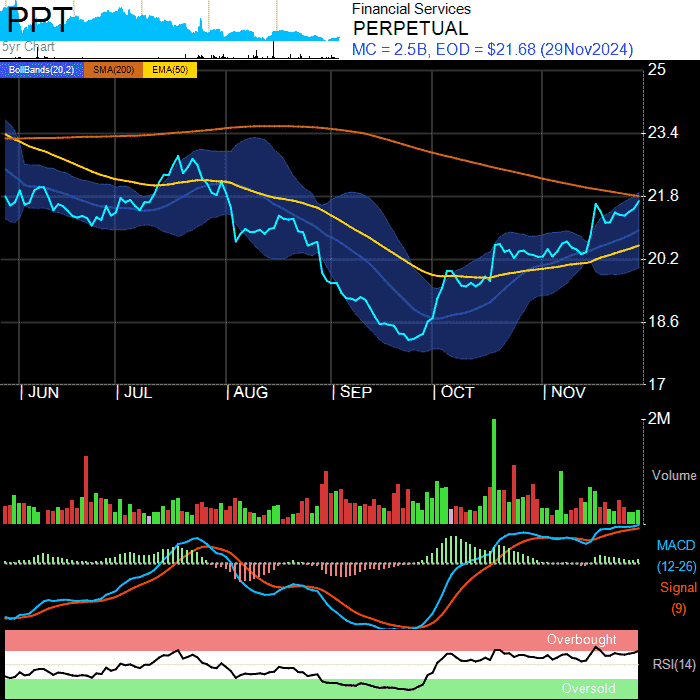 PPT
5yr Chart
Financial Services
PERPETUAL
MC = 2.5B, EOD = $21.68 (29Nov2024)
BollBands(20,2) SMA(200) EMA(50)
25
23.4
21.8
20.2
18.6
17
| JUN | JUL | AUG | SEP | OCT | NOV
2M
Volume
MACD
(12-26)
Signal
(9)
Overbought
RSI(14)
Oversold